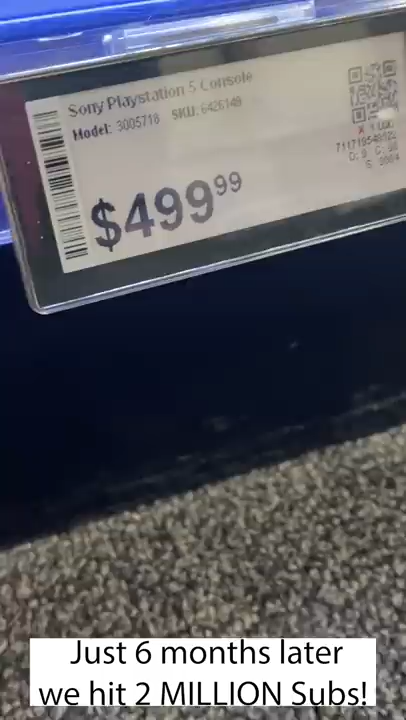 Sony Playstation 5 Console
Model: 3005718 SKU: 6426149
$499.99
Just 6 months later
we hit 2 MILLION Subs!